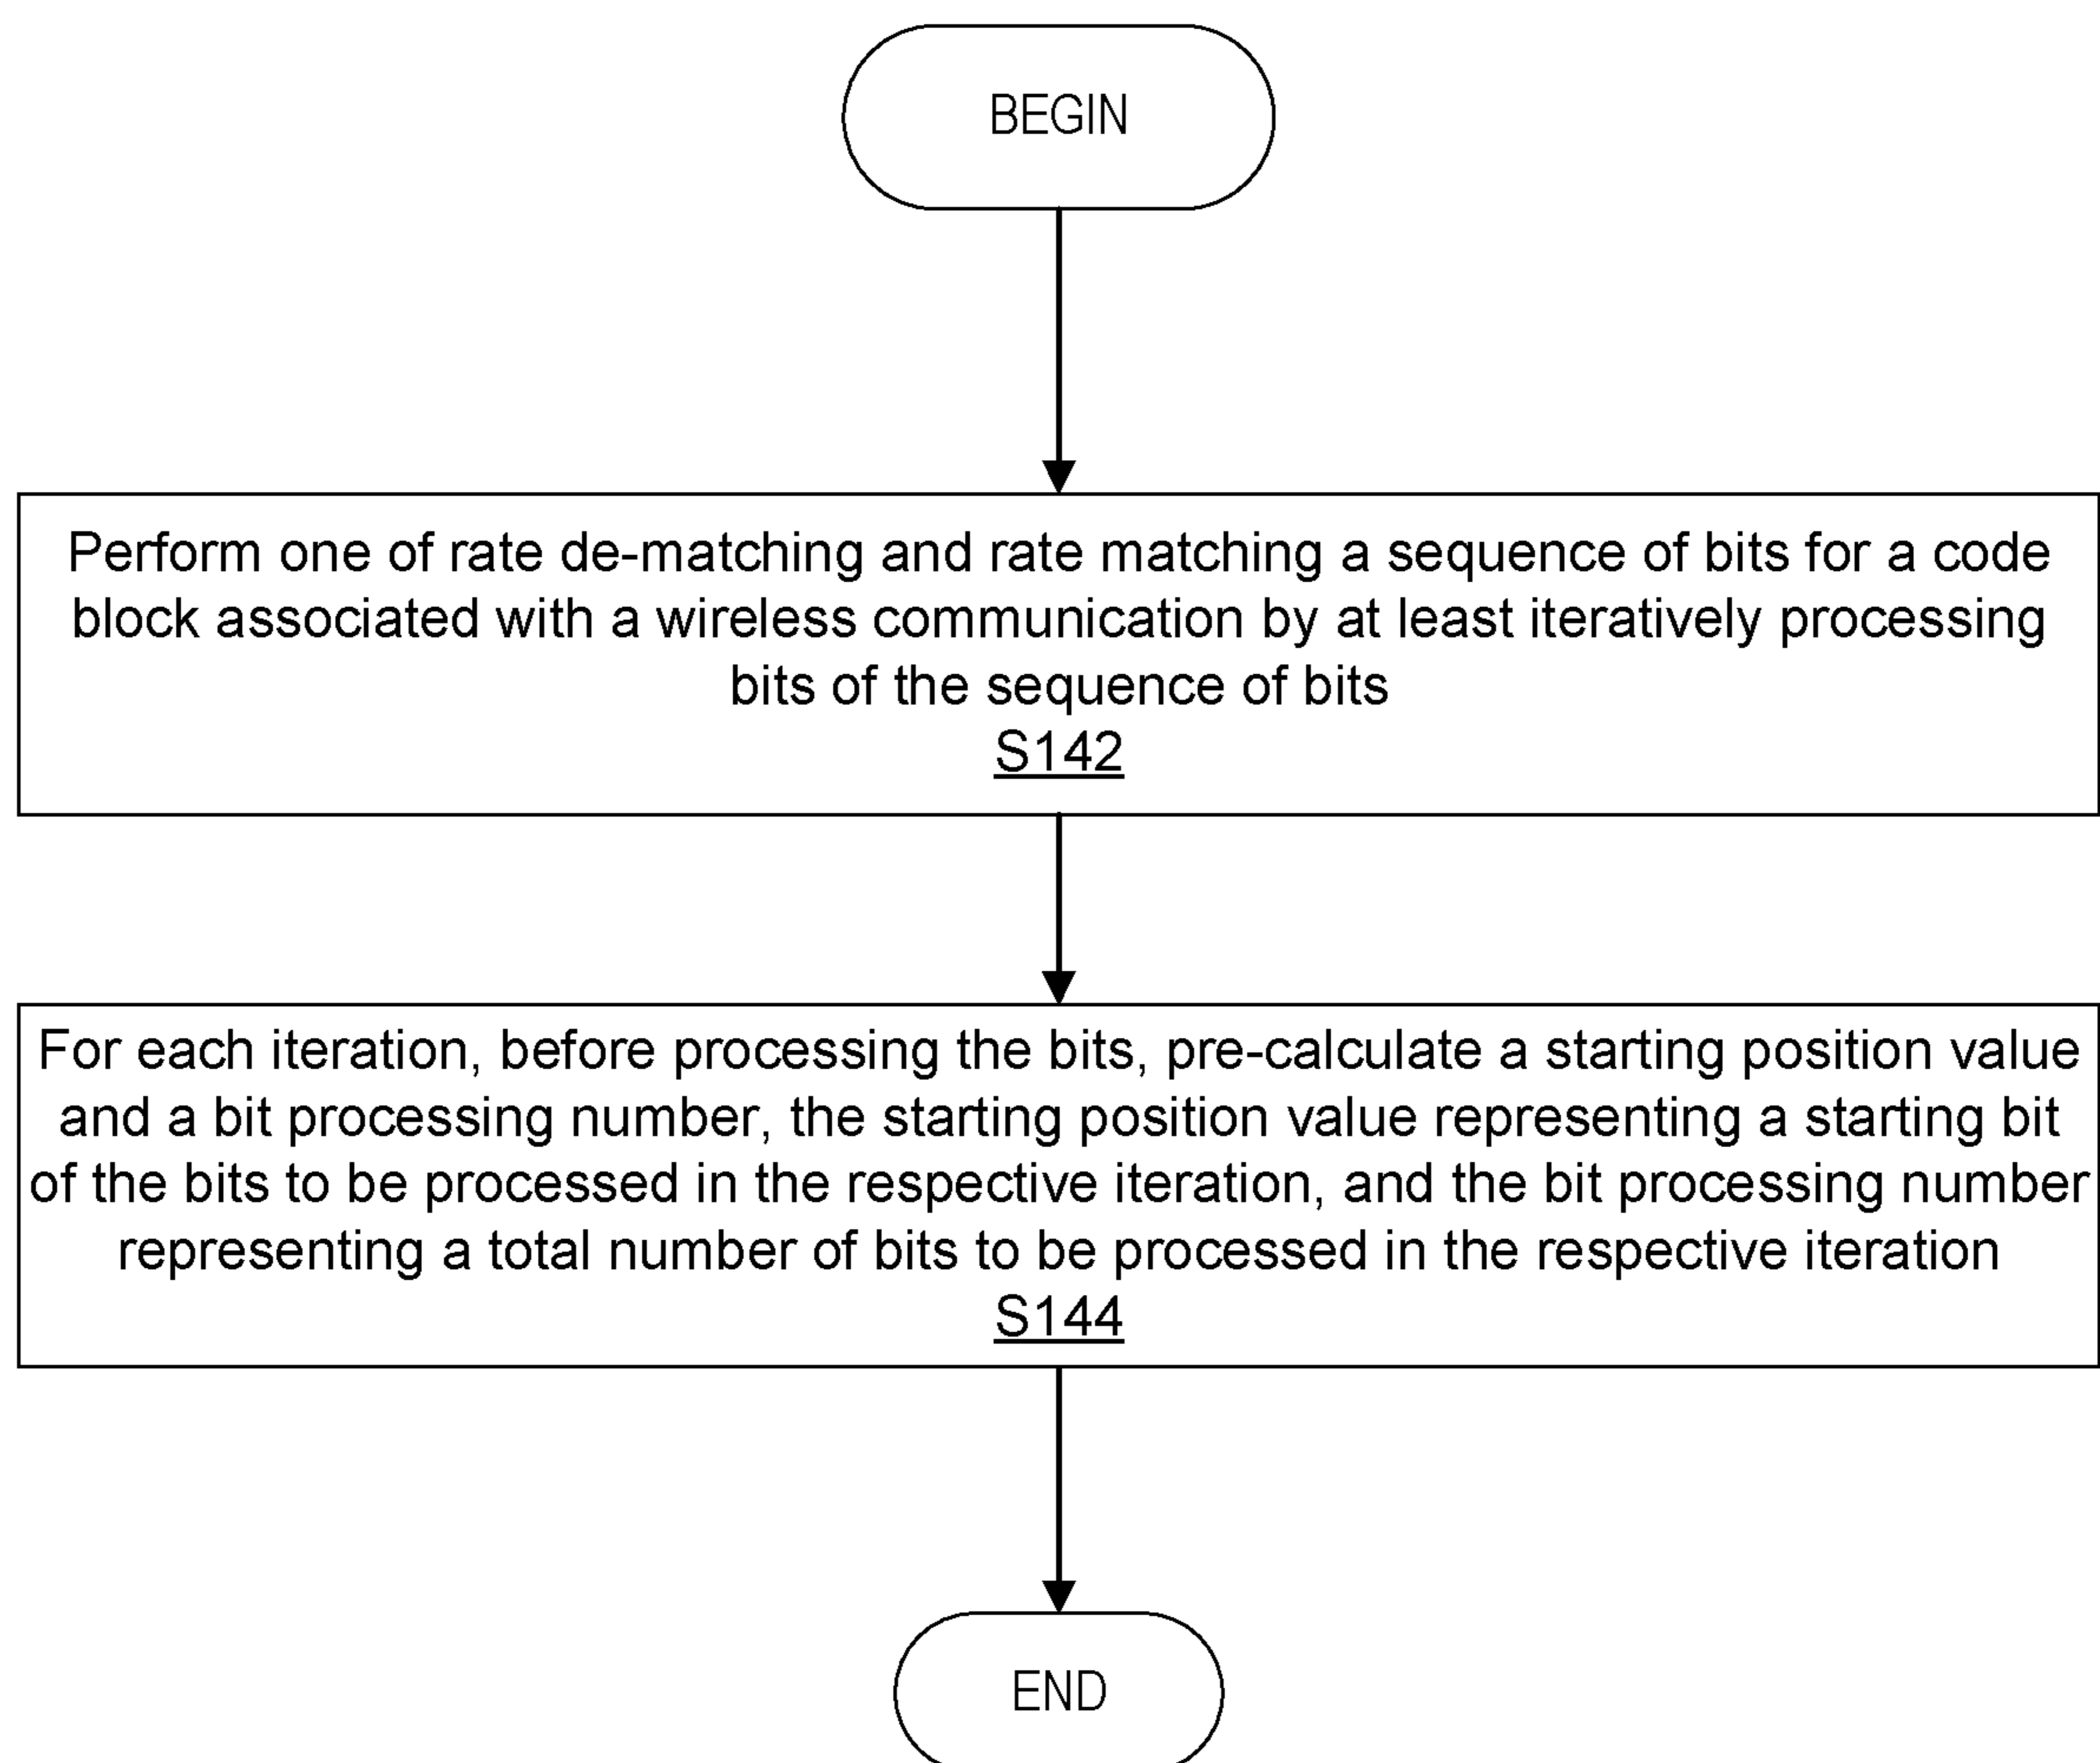 BEGIN
Perform one of rate de-matching and rate matching a sequence of bits for a code
block associated with a wireless communication by at least iteratively processing
bits of the sequence of bits
S142
For each iteration, before processing the bits, pre-calculate a starting position value
and a bit processing number, the starting position value representing a starting bit
of the bits to be processed in the respective iteration, and the bit processing number
representing a total number of bits to be processed in the respective iteration
S144
END